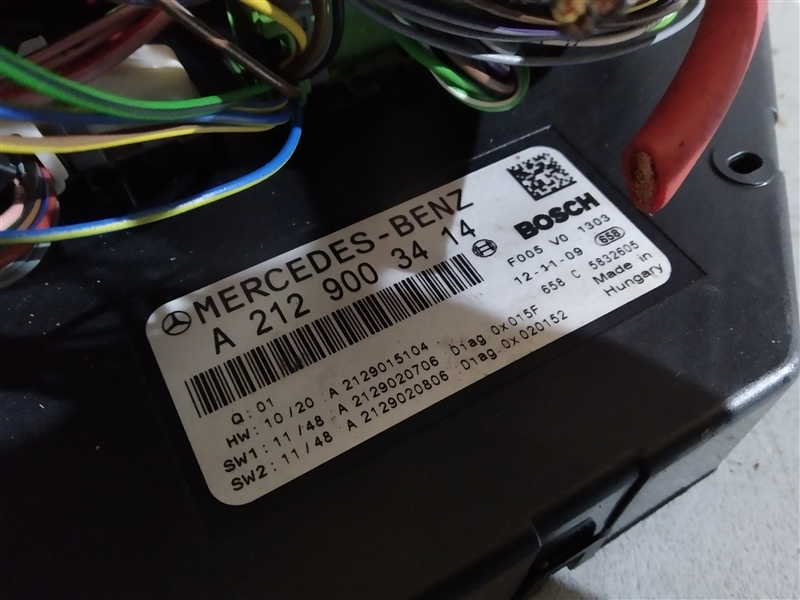 MERCEDES-BENZ
A 212 900 34 14
BOSCH
F005 V0 1303
12-11-09 658
658 C 5832605
Made in
Hungary
Q: 01
HW: 10/20 A 2129015104
SW1: 11/48 A 2129020706 Diag 0x015F
SW2: 11/48 A 2129020806 Diag 0x020152